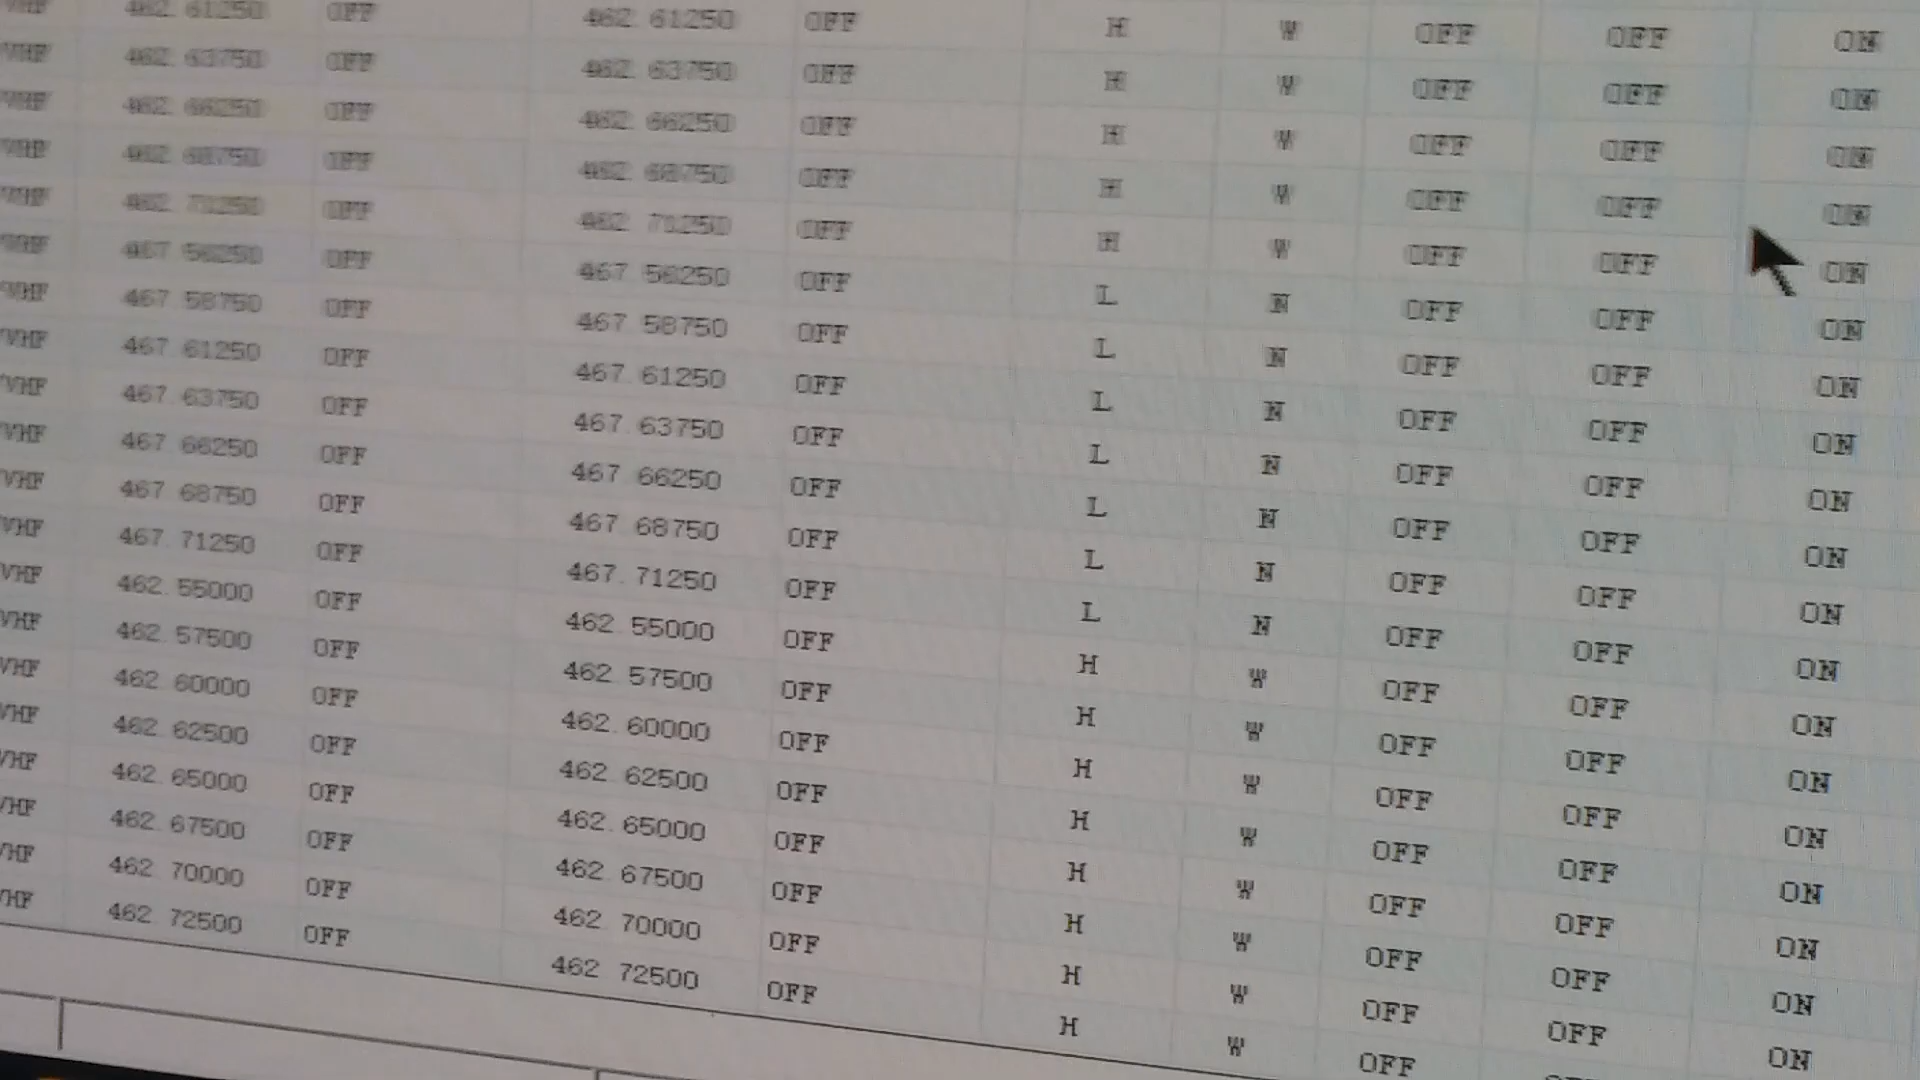 VHF 462.61250 OFF 462.61250 OFF H W OFF OFF ON
VHF 462.63750 OFF 462.63750 OFF H W OFF OFF ON
VHF 462.66250 OFF 462.66250 OFF H W OFF OFF ON
VHF 462.68750 OFF 462.68750 OFF H W OFF OFF ON
VHF 462.71250 OFF 462.71250 OFF H W OFF OFF ON
VHF 467.56250 OFF 467.56250 OFF L N OFF OFF ON
VHF 467.58750 OFF 467.58750 OFF L N OFF OFF ON
VHF 467.61250 OFF 467.61250 OFF L N OFF OFF ON
VHF 467.63750 OFF 467.63750 OFF L N OFF OFF ON
VHF 467.66250 OFF 467.66250 OFF L N OFF OFF ON
VHF 467.68750 OFF 467.68750 OFF L N OFF OFF ON
VHF 467.71250 OFF 467.71250 OFF L N OFF OFF ON
VHF 462.55000 OFF 462.55000 OFF H W OFF OFF ON
VHF 462.57500 OFF 462.57500 OFF H W OFF OFF ON
VHF 462.60000 OFF 462.60000 OFF H W OFF OFF ON
VHF 462.62500 OFF 462.62500 OFF H W OFF OFF ON
VHF 462.65000 OFF 462.65000 OFF H W OFF OFF ON
VHF 462.67500 OFF 462.67500 OFF H W OFF OFF ON
VHF 462.70000 OFF 462.70000 OFF H W OFF OFF ON
VHF 462.72500 OFF 462.72500 OFF H W OFF